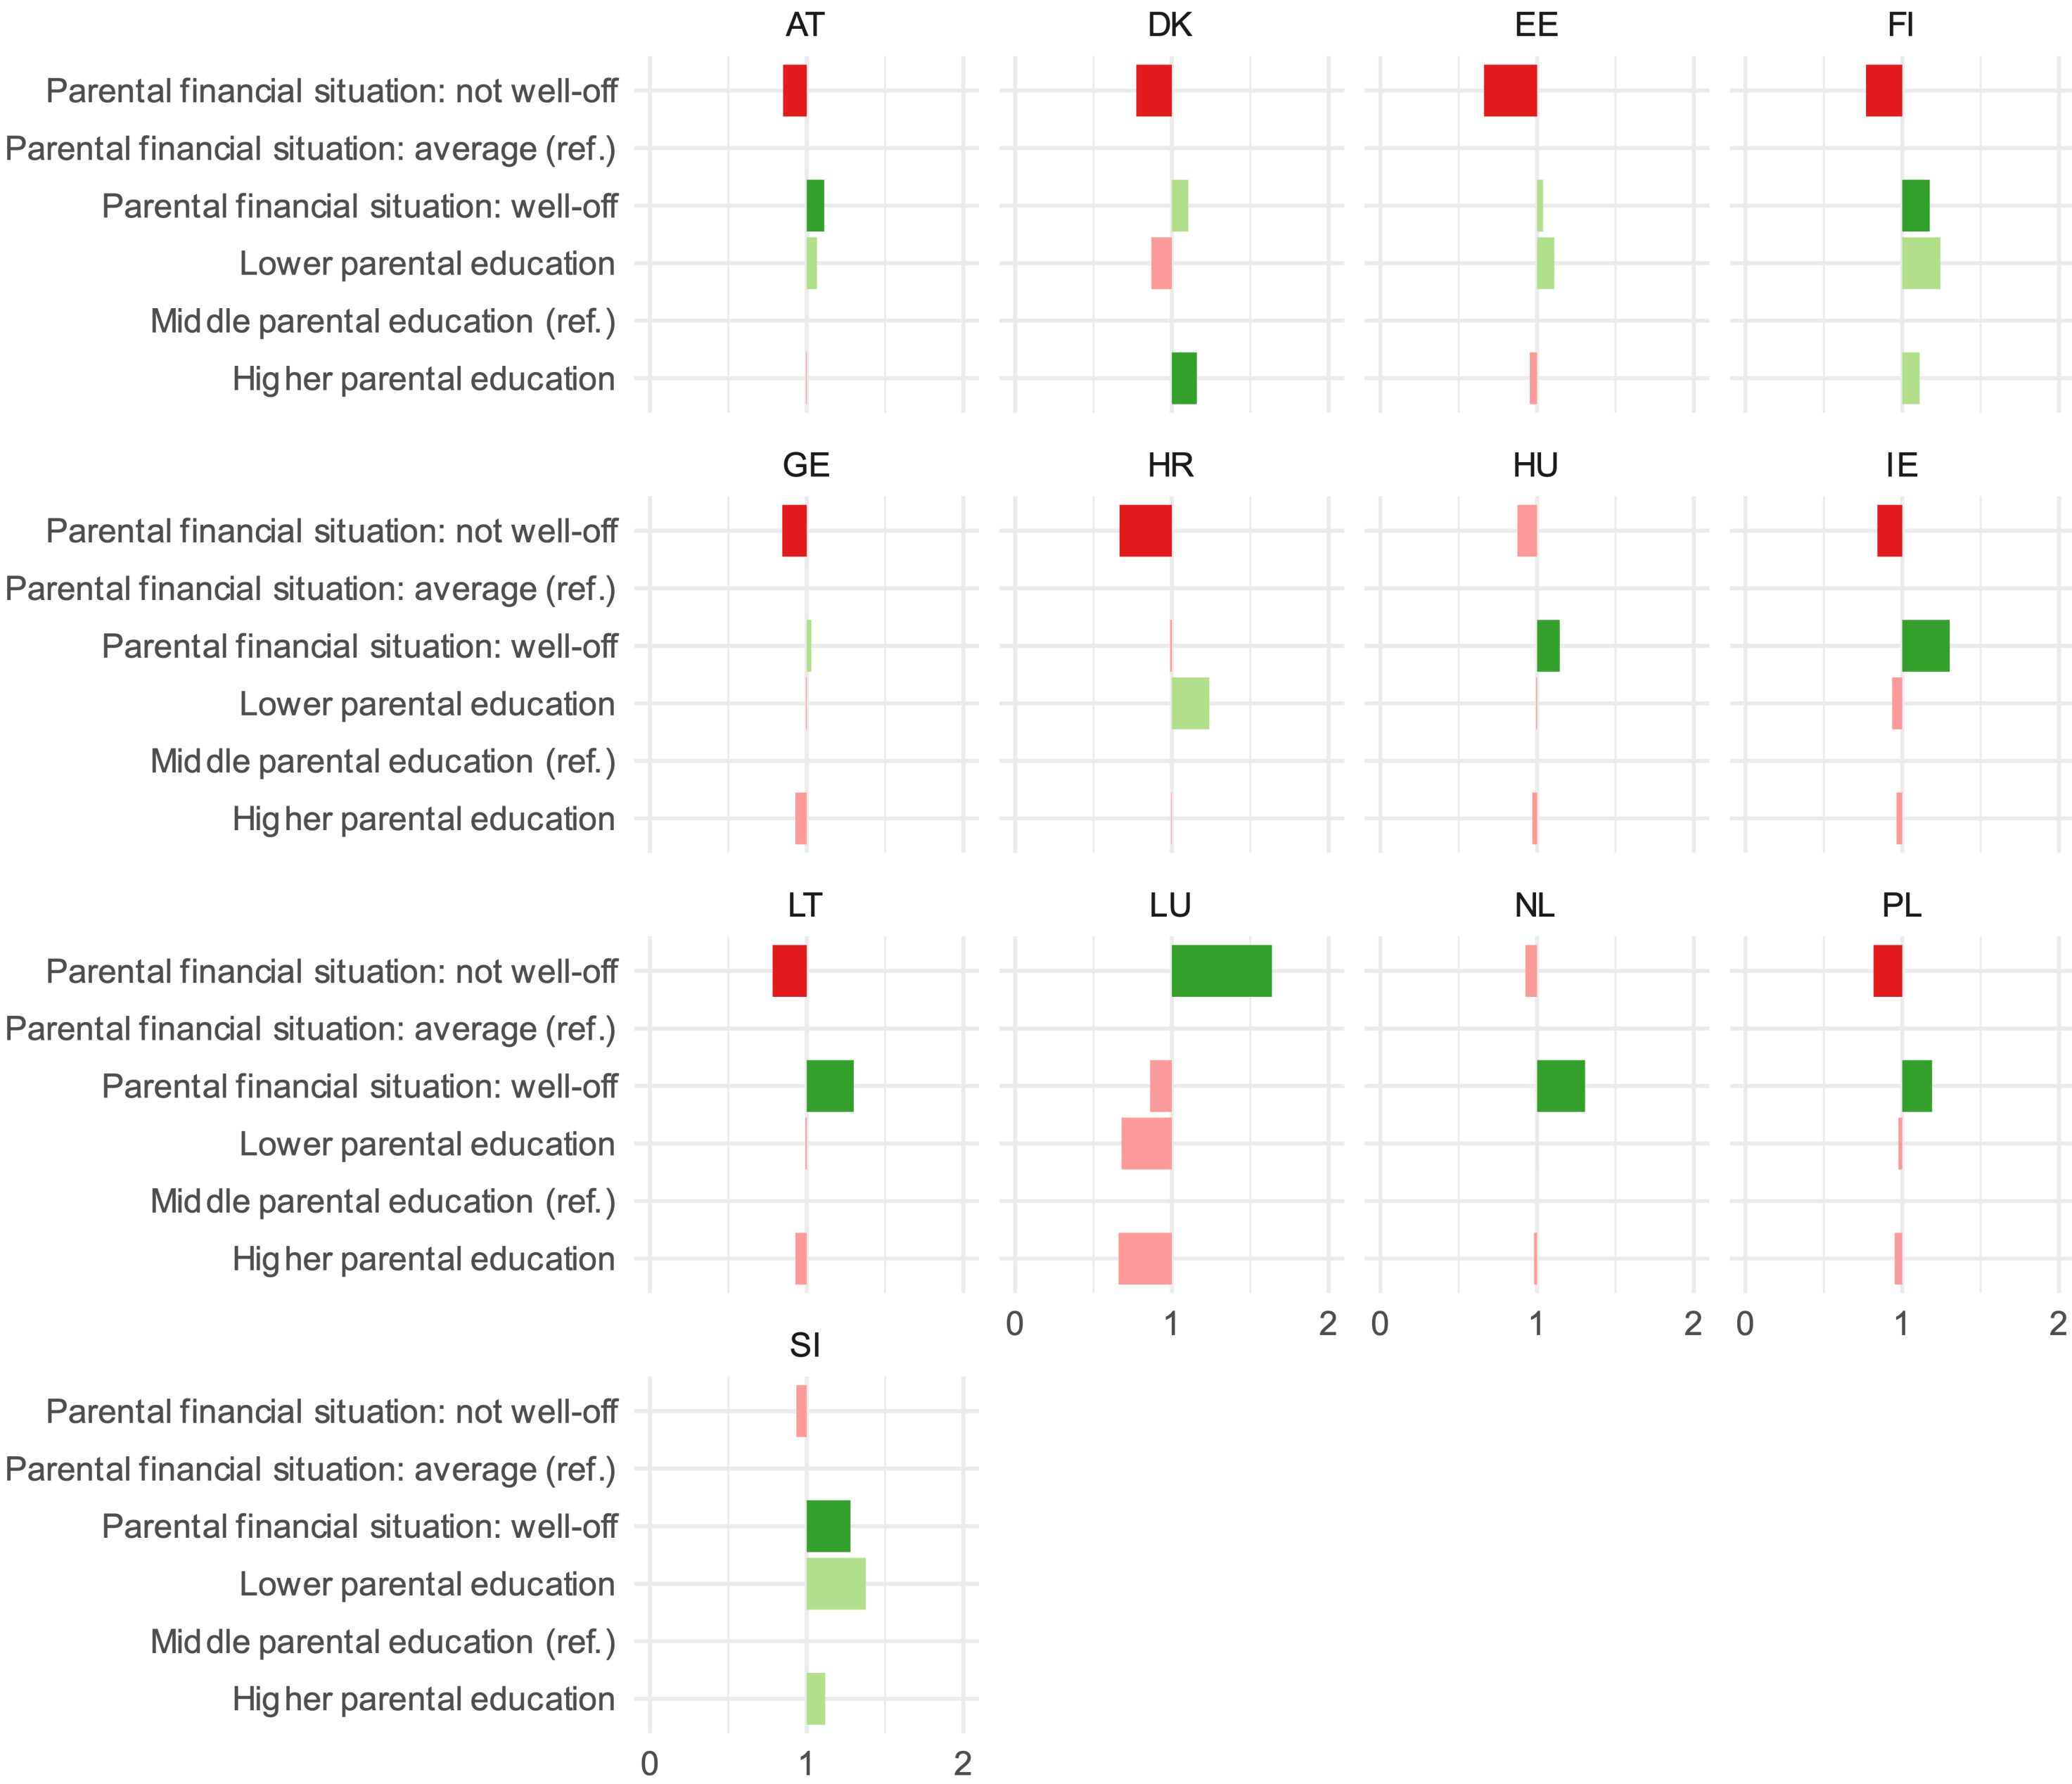 AT DK EE FI
Parental financial situation: not well-off
Parental financial situation: average (ref.)
Parental financial situation: well-off
Lower parental education
Middle parental education (ref.)
Higher parental education
GE HR HU IE
Parental financial situation: not well-off
Parental financial situation: average (ref.)
Parental financial situation: well-off
Lower parental education
Middle parental education (ref.)
Higher parental education
LT LU NL PL
Parental financial situation: not well-off
Parental financial situation: average (ref.)
Parental financial situation: well-off
Lower parental education
Middle parental education (ref.)
Higher parental education
0 1 2 0 1 2 0 1 2
SI
Parental financial situation: not well-off
Parental financial situation: average (ref.)
Parental financial situation: well-off
Lower parental education
Middle parental education (ref.)
Higher parental education
0 1 2